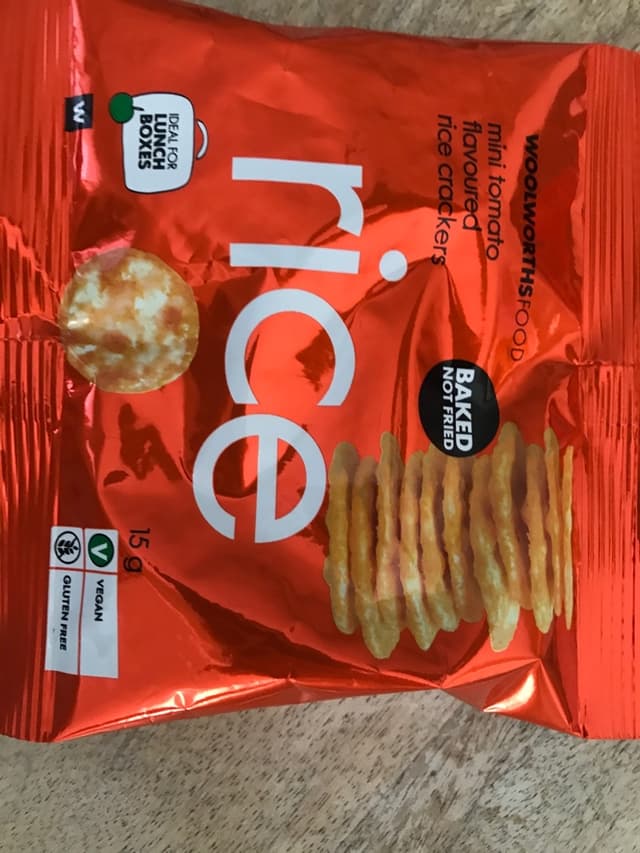 WOOLWORTHSFOOD
mini tomato
flavoured
rice crackers
BAKED
NOT FRIED
rice
IDEAL FOR
LUNCH
BOXES
W
15 g
V VEGAN
GLUTEN FREE